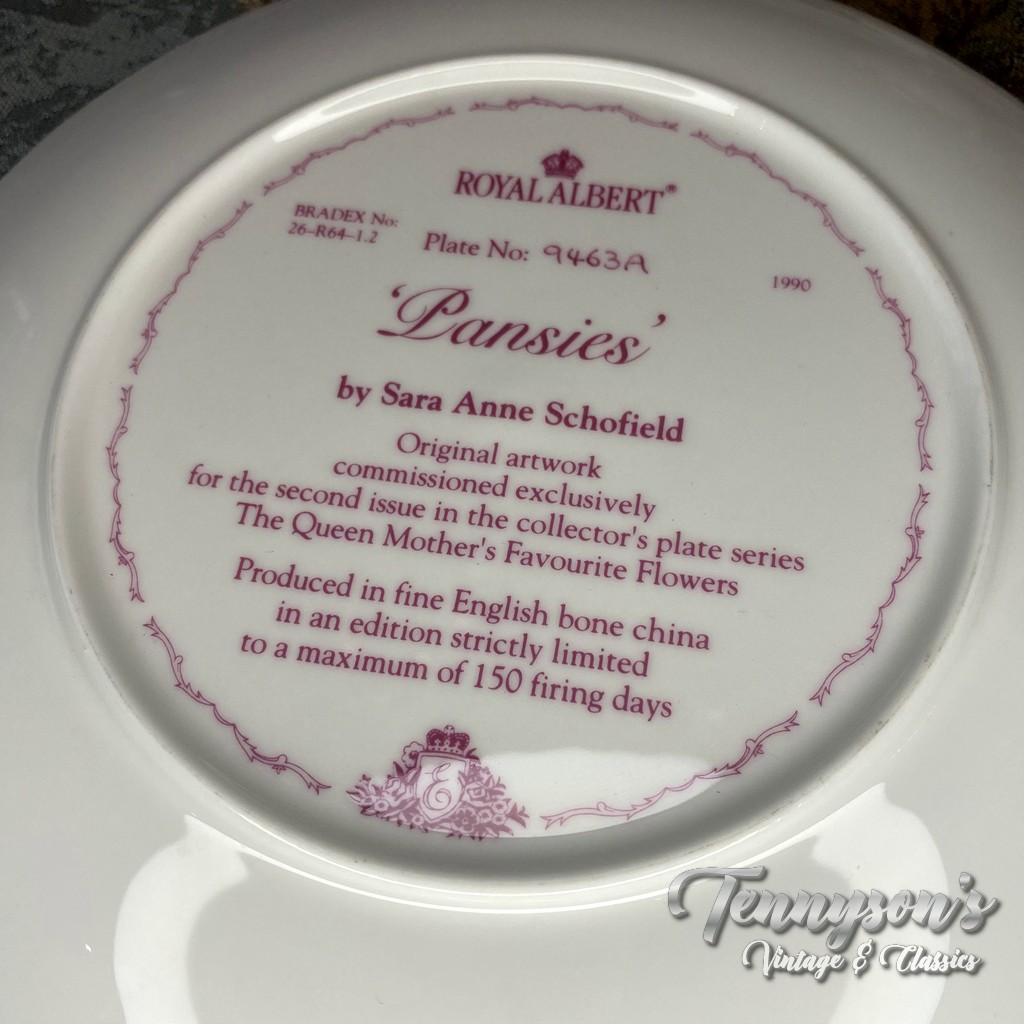 ROYAL ALBERT®
BRADEX No:
26-R64-1.2
Plate No: 9463A
1990
'Pansies'
by Sara Anne Schofield
Original artwork
commissioned exclusively
for the second issue in the collector's plate series
The Queen Mother's Favourite Flowers
Produced in fine English bone china
in an edition strictly limited
to a maximum of 150 firing days
E
Tennyson's
Vintage & Classics